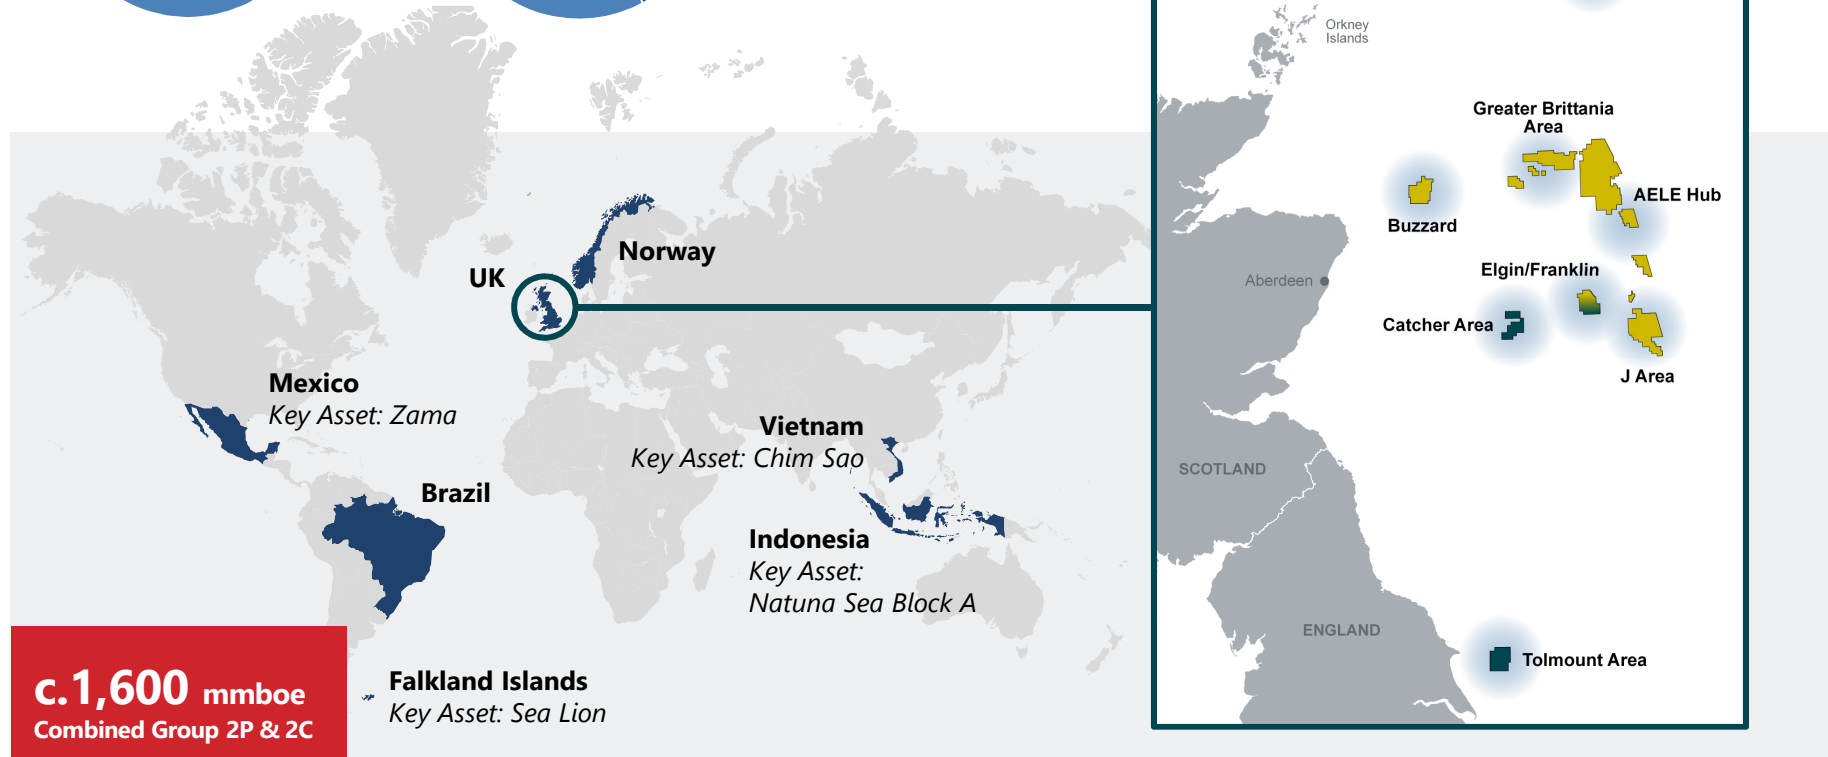 UK
Norway
Mexico
Key Asset: Zama
Vietnam
Key Asset: Chim Sao
Brazil
Indonesia
Key Asset:
Natuna Sea Block A
Falkland Islands
Key Asset: Sea Lion
c.1,600 mmboe
Combined Group 2P & 2C
Orkney
Islands
Greater Brittania
Area
AELE Hub
Buzzard
Elgin/Franklin
Aberdeen
Catcher Area
J Area
SCOTLAND
ENGLAND
Tolmount Area